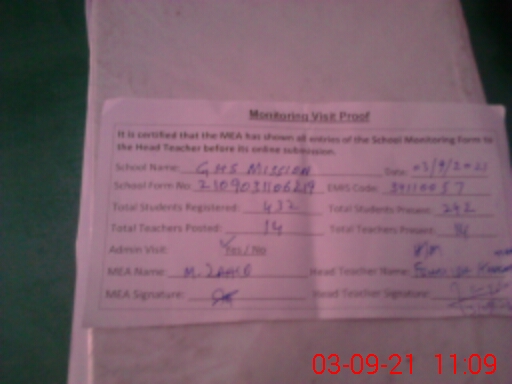 Monitoring Visit Proof
It is certified that the MEA has shown all entries of the School Monitoring Form to
the Head Teacher before its online submission.
School Name: GHS MISSION Date: 03/9/2021
School Form No: EMIS Code:
Total Students Registered: 432 Total Students Present: 242
Total Teachers Posted: 14 Total Teachers Present: 14
Admin Visit: Yes / No
MEA Name: M. Head Teacher Name:
MEA Signature: Head Teacher Signature:
03-09-21 11:09